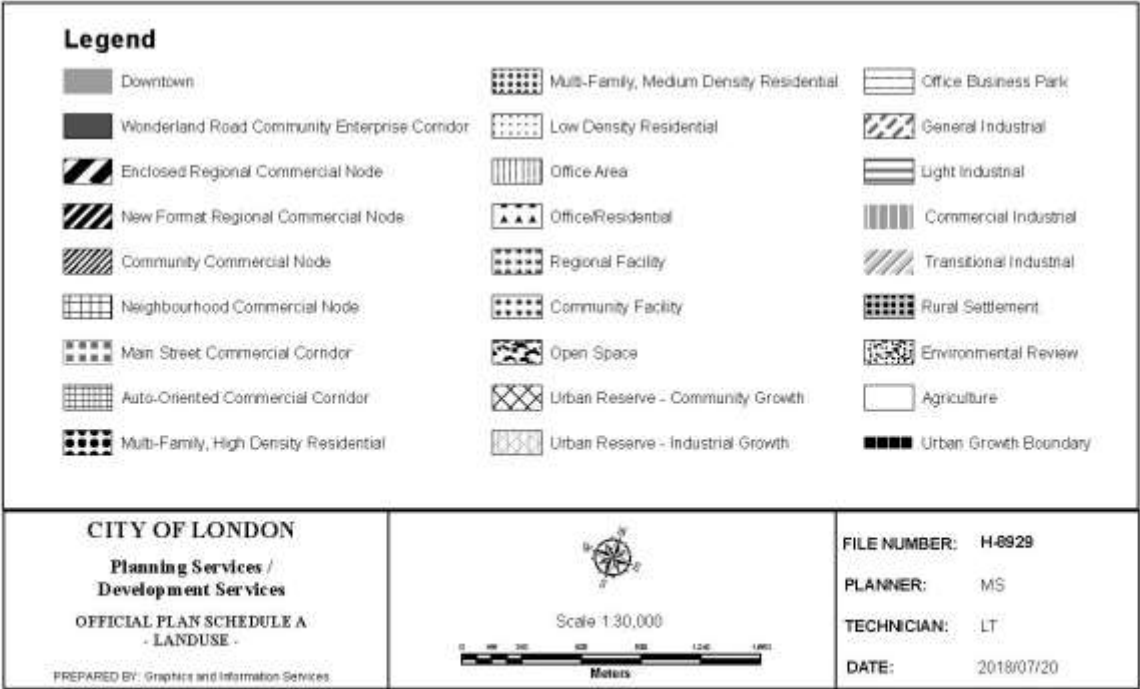 Legend
Downtown
Wonderland Road Community Enterprise Corridor
Enclosed Regional Commercial Node
New Format Regional Commercial Node
Community Commercial Node
Neighbourhood Commercial Node
Main Street Commercial Corridor
Auto-Oriented Commercial Corridor
Multi-Family, High Density Residential
Multi-Family, Medium Density Residential
Low Density Residential
Office Area
Office/Residential
Regional Facility
Community Facility
Open Space
Urban Reserve - Community Growth
Urban Reserve - Industrial Growth
Office Business Park
General Industrial
Light Industrial
Commercial Industrial
Transitional Industrial
Rural Settlement
Environmental Review
Agriculture
Urban Growth Boundary
CITY OF LONDON
Planning Services /
Development Services
OFFICIAL PLAN SCHEDULE A
- LANDUSE -
PREPARED BY: Graphics and Information Services
Scale 1:30,000
Meters
FILE NUMBER: H-8929
PLANNER: MS
TECHNICIAN: LT
DATE: 2018/07/20